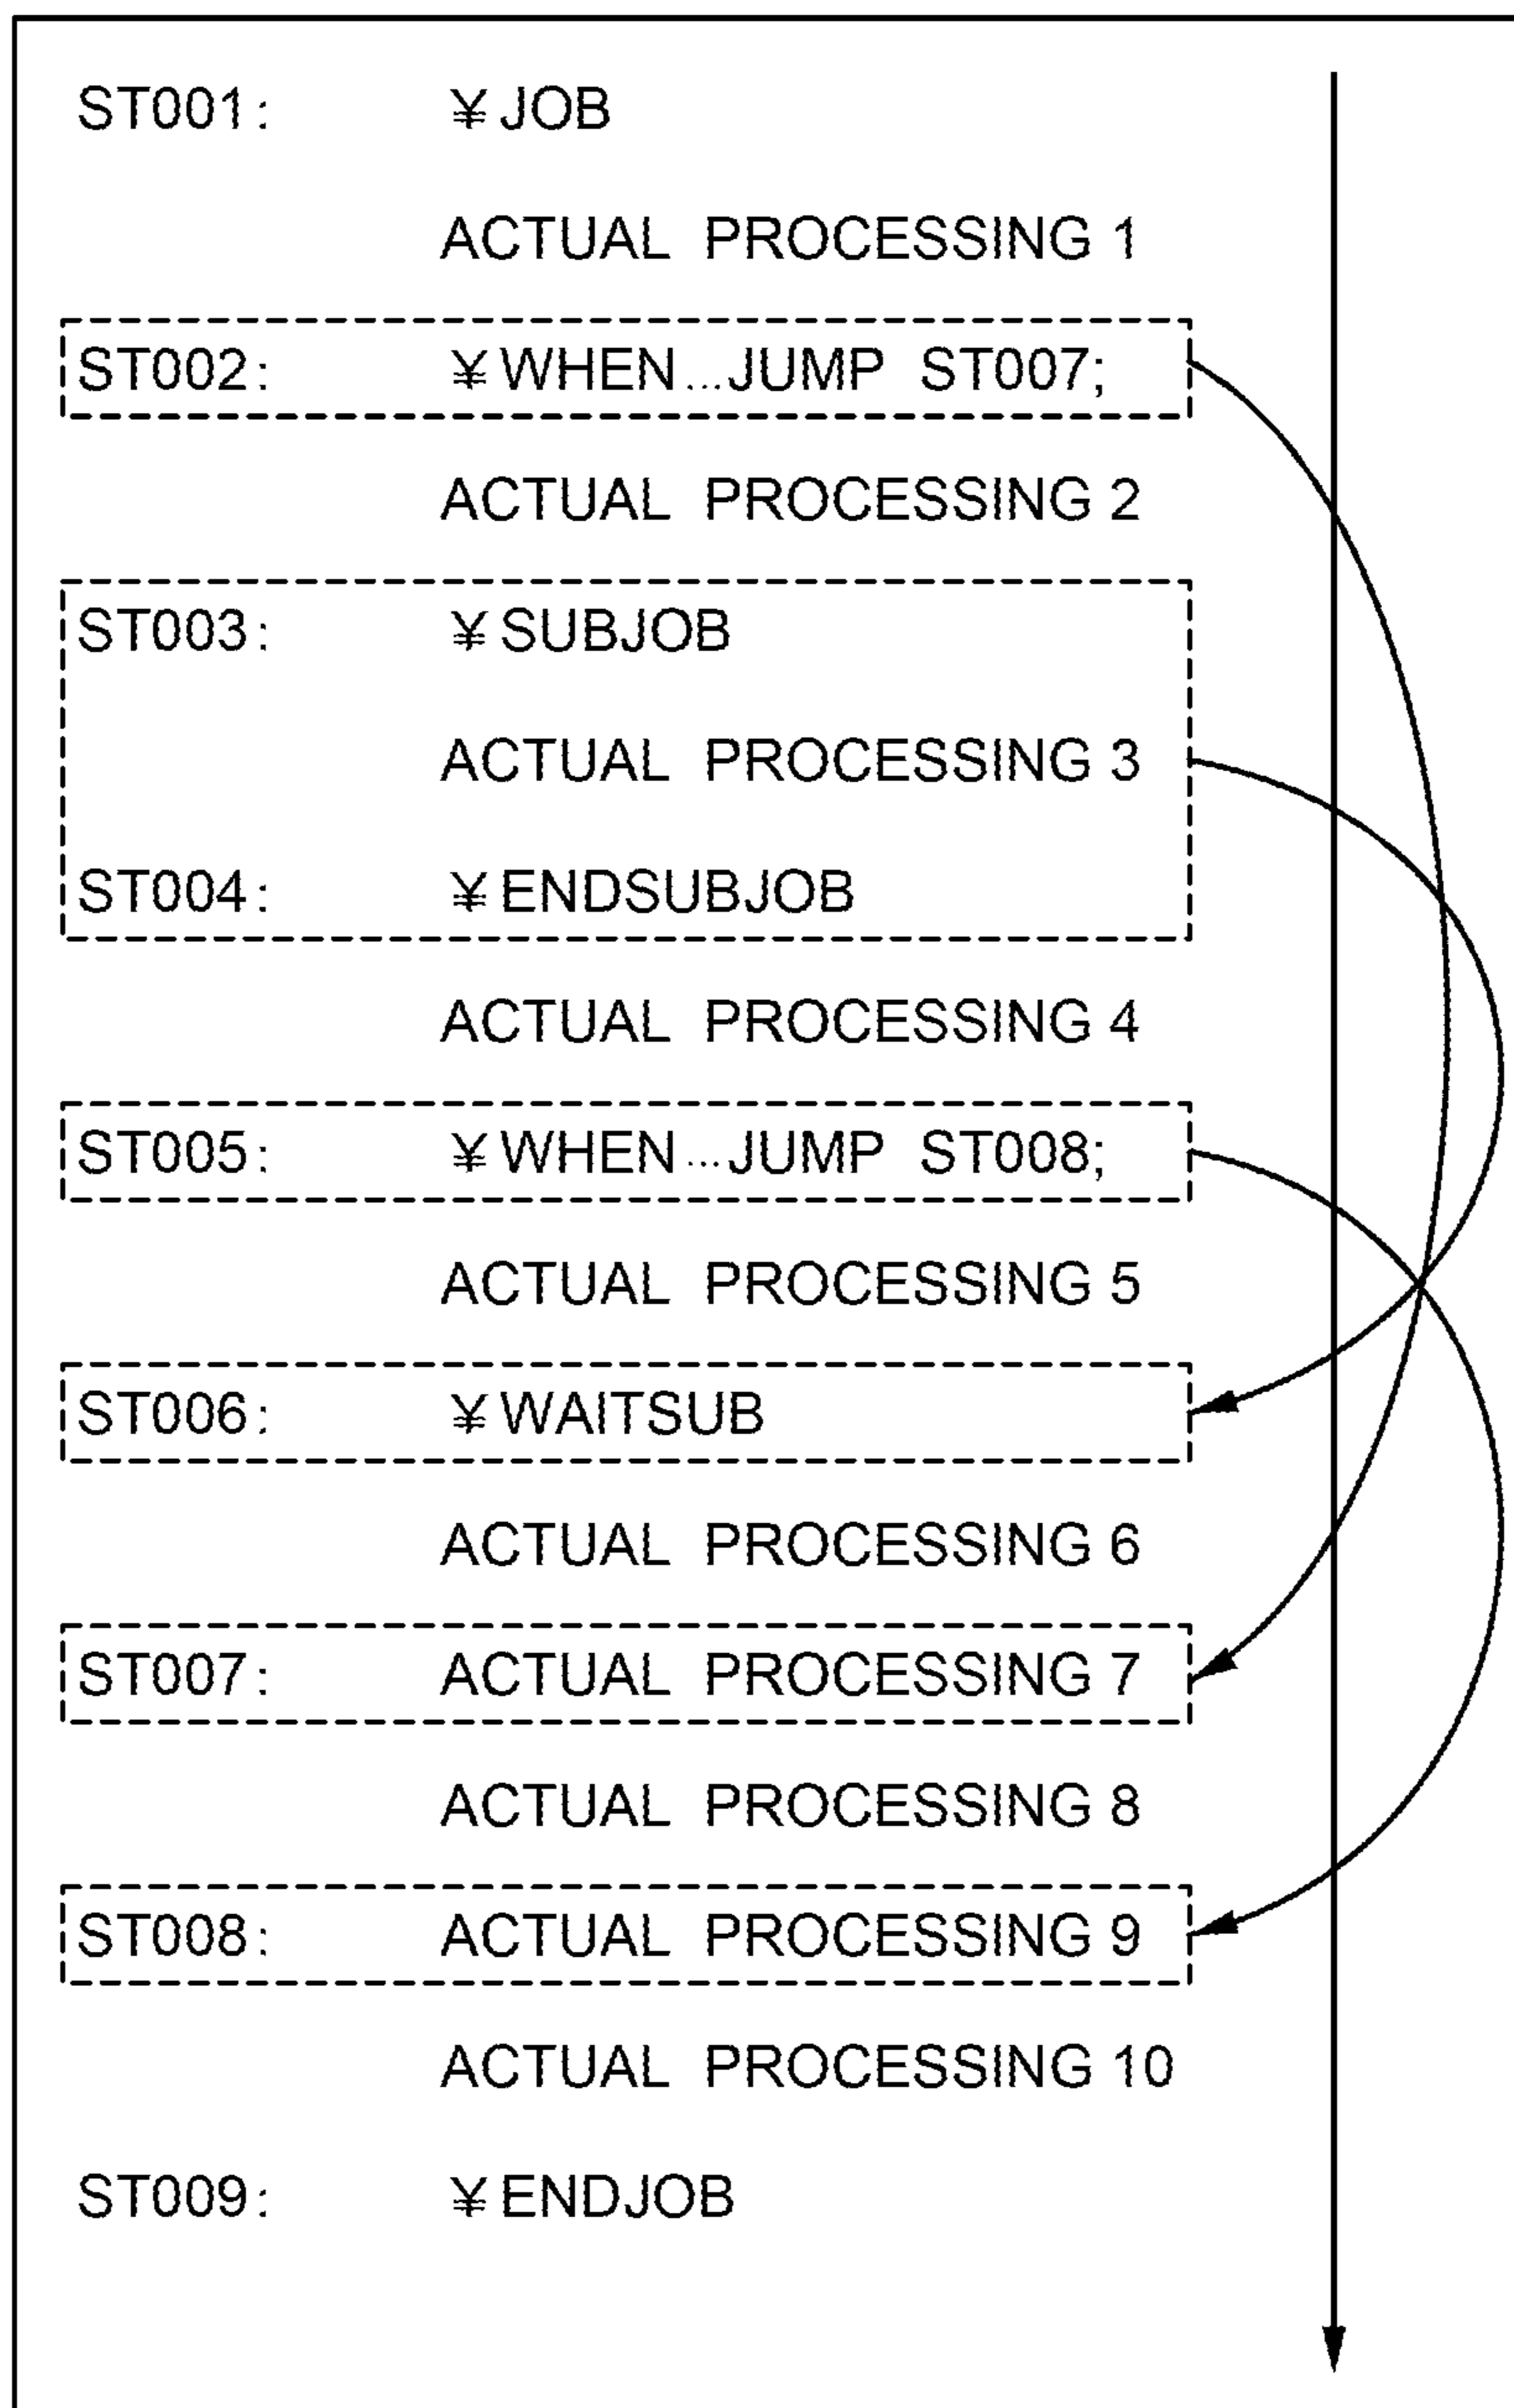 ST001: ¥JOB
ACTUAL PROCESSING 1
ST002: ¥WHEN...JUMP ST007;
ACTUAL PROCESSING 2
ST003: ¥SUBJOB
ACTUAL PROCESSING 3
ST004: ¥ENDSUBJOB
ACTUAL PROCESSING 4
ST005: ¥WHEN...JUMP ST008;
ACTUAL PROCESSING 5
ST006: ¥WAITSUB
ACTUAL PROCESSING 6
ST007: ACTUAL PROCESSING 7
ACTUAL PROCESSING 8
ST008: ACTUAL PROCESSING 9
ACTUAL PROCESSING 10
ST009: ¥ENDJOB